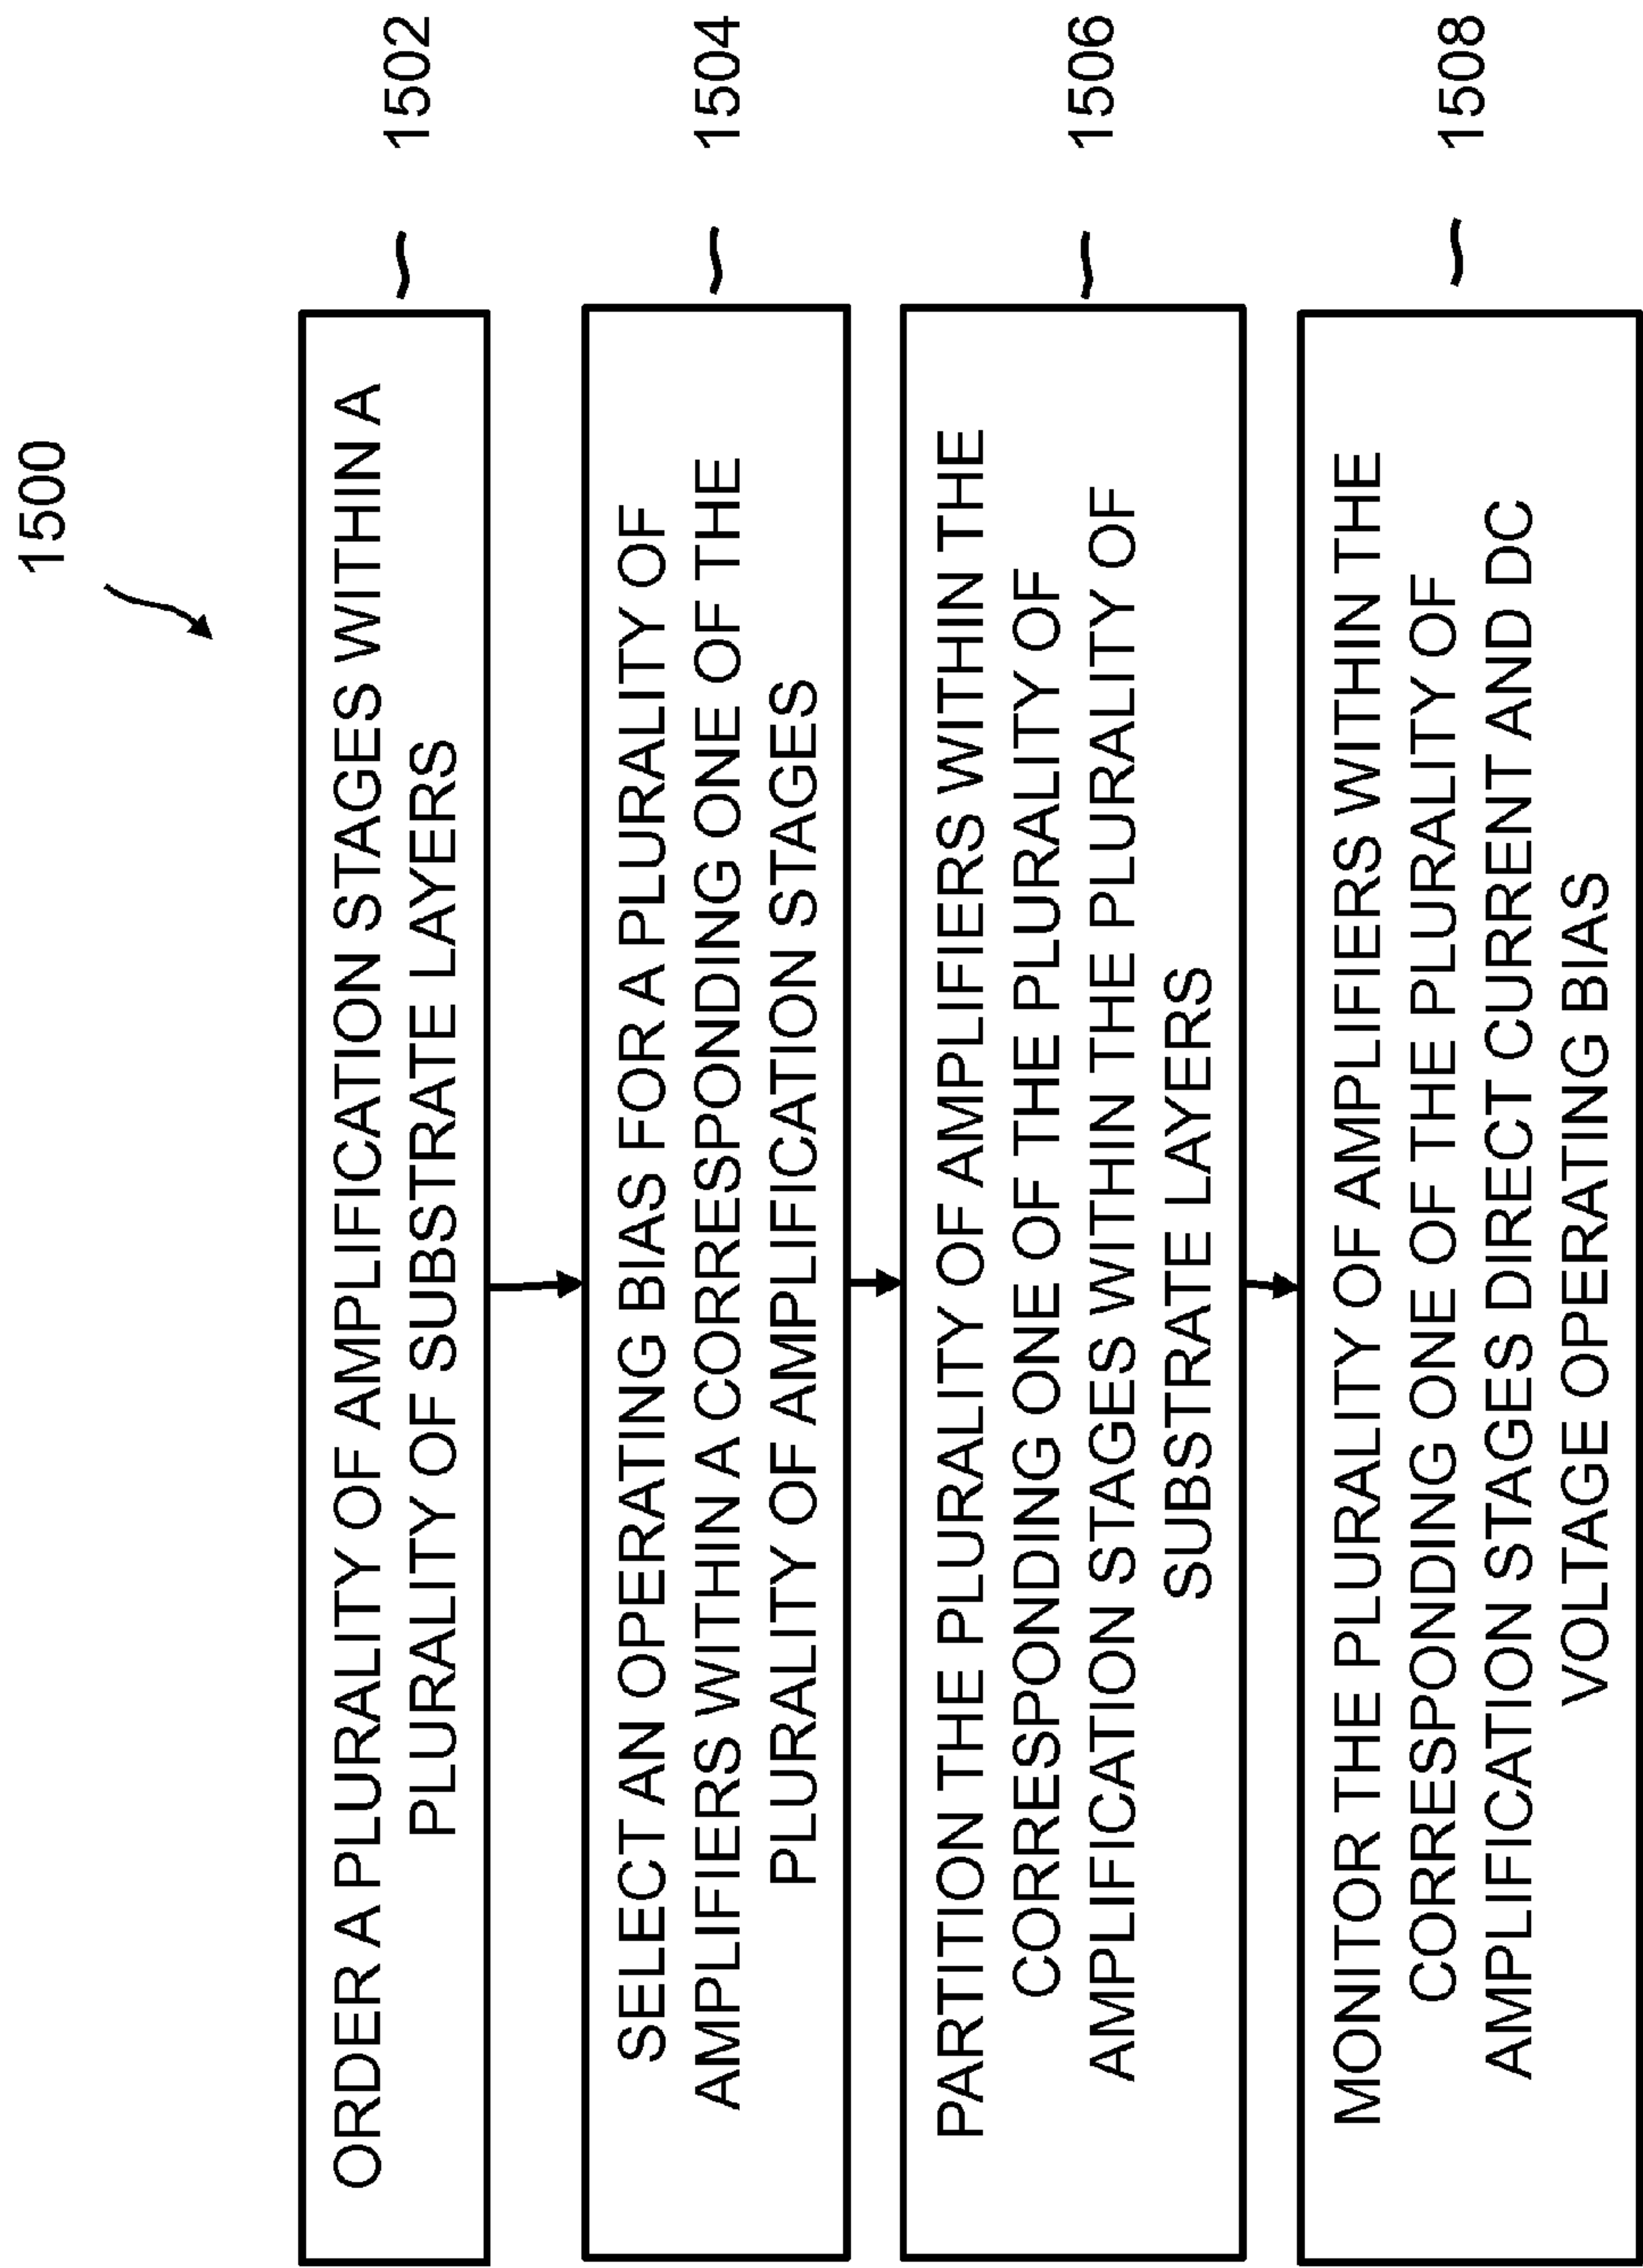 1500
ORDER A PLURALITY OF AMPLIFICATION STAGES WITHIN A
PLURALITY OF SUBSTRATE LAYERS
1502
SELECT AN OPERATING BIAS FOR A PLURALITY OF
AMPLIFIERS WITHIN A CORRESPONDING ONE OF THE
PLURALITY OF AMPLIFICATION STAGES
1504
PARTITION THE PLURALITY OF AMPLIFIERS WITHIN THE
CORRESPONDING ONE OF THE PLURALITY OF
AMPLIFICATION STAGES WITHIN THE PLURALITY OF
SUBSTRATE LAYERS
1506
MONITOR THE PLURALITY OF AMPLIFIERS WITHIN THE
CORRESPONDING ONE OF THE PLURALITY OF
AMPLIFICATION STAGES DIRECT CURRENT AND DC
VOLTAGE OPERATING BIAS
1508